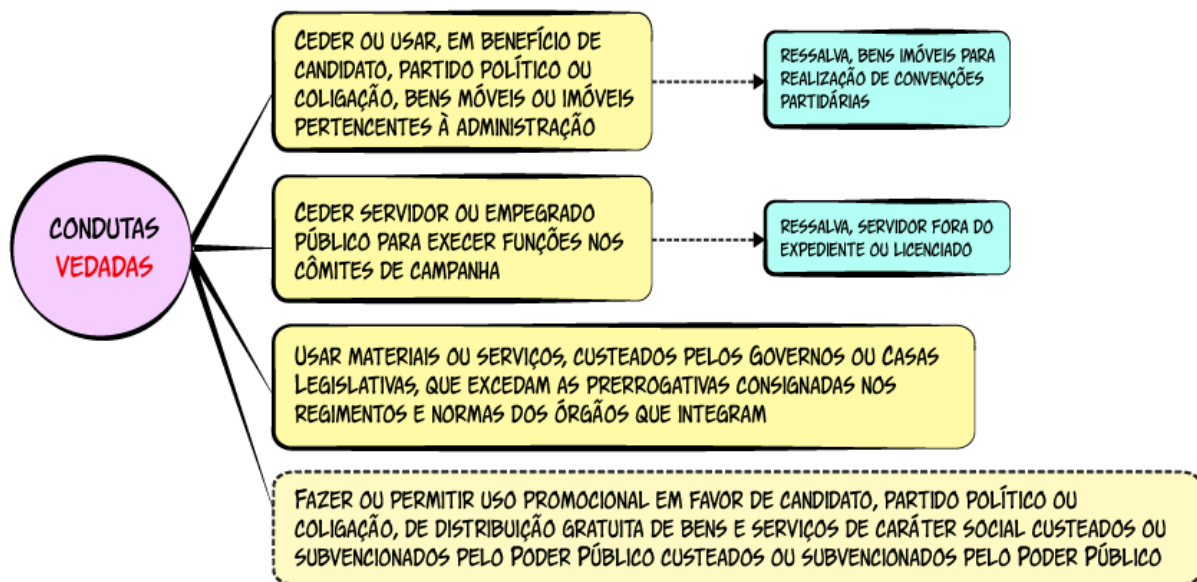 CONDUTAS
VEDADAS
CEDER OU USAR, EM BENEFÍCIO DE
CANDIDATO, PARTIDO POLÍTICO OU
COLIGAÇÃO, BENS MÓVEIS OU IMÓVEIS
PERTENCENTES À ADMINISTRAÇÃO
RESSALVA, BENS IMÓVEIS PARA
REALIZAÇÃO DE CONVENÇÕES
PARTIDÁRIAS
CEDER SERVIDOR OU EMPEGRADO
PÚBLICO PARA EXECER FUNÇÕES NOS
CÔMITES DE CAMPANHA
RESSALVA, SERVIDOR FORA DO
EXPEDIENTE OU LICENCIADO
USAR MATERIAIS OU SERVIÇOS, CUSTEADOS PELOS GOVERNOS OU CASAS
LEGISLATIVAS, QUE EXCEDAM AS PRERROGATIVAS CONSIGNADAS NOS
REGIMENTOS E NORMAS DOS ÓRGÃOS QUE INTEGRAM
FAZER OU PERMITIR USO PROMOCIONAL EM FAVOR DE CANDIDATO, PARTIDO POLÍTICO OU
COLIGAÇÃO, DE DISTRIBUIÇÃO GRATUITA DE BENS E SERVIÇOS DE CARÁTER SOCIAL CUSTEADOS OU
SUBVENCIONADOS PELO PODER PÚBLICO CUSTEADOS OU SUBVENCIONADOS PELO PODER PÚBLICO